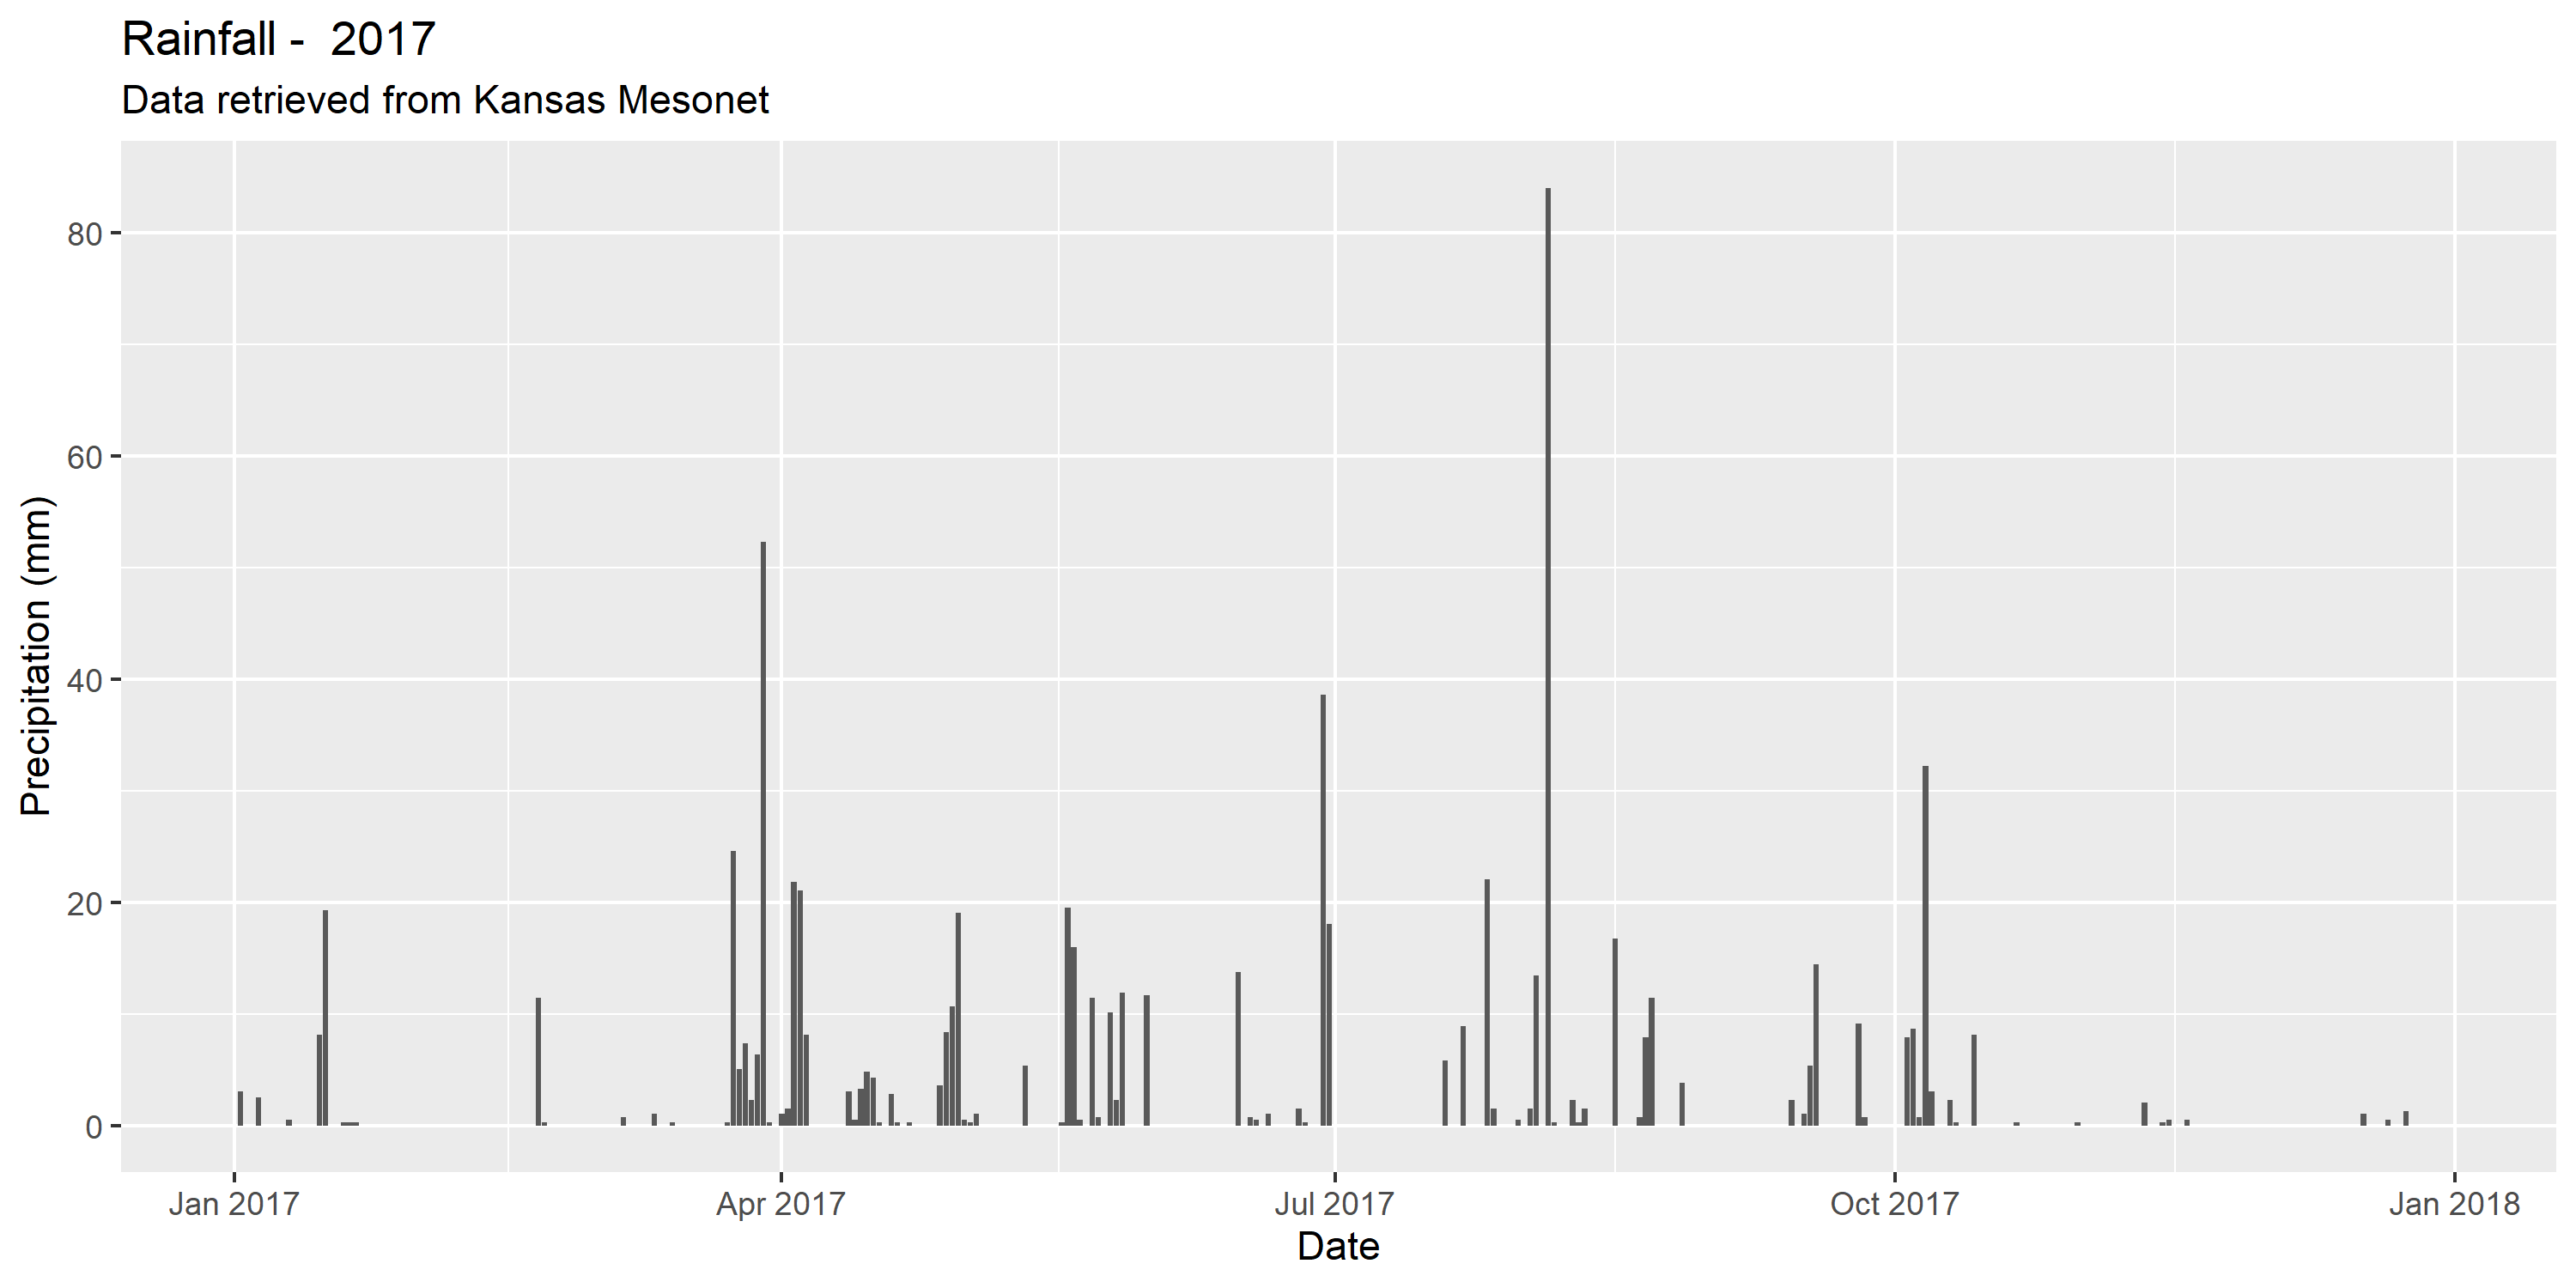 Rainfall -  2017
Data retrieved from Kansas Mesonet
Precipitation (mm)
80
60
40
20
0
Jan 2017
Apr 2017
Jul 2017
Oct 2017
Jan 2018
Date